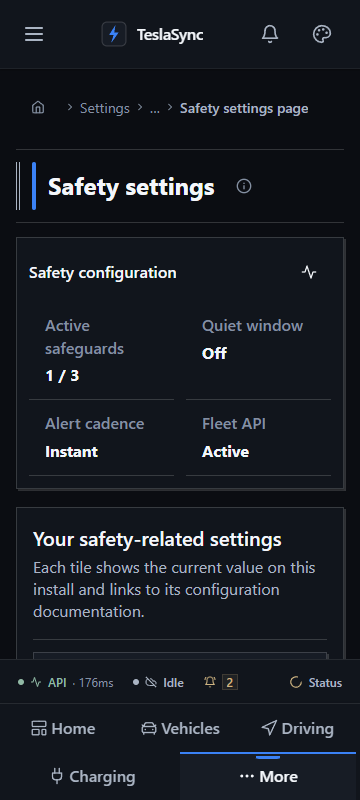 TeslaSync
Settings
...
Safety settings page
Safety settings
Safety configuration
Active safeguards
1 / 3
Quiet window
Off
Alert cadence
Instant
Fleet API
Active
Your safety-related settings
Each tile shows the current value on this
install and links to its configuration
documentation.
API · 176ms
Idle
2
Status
Home
Vehicles
Driving
Charging
More